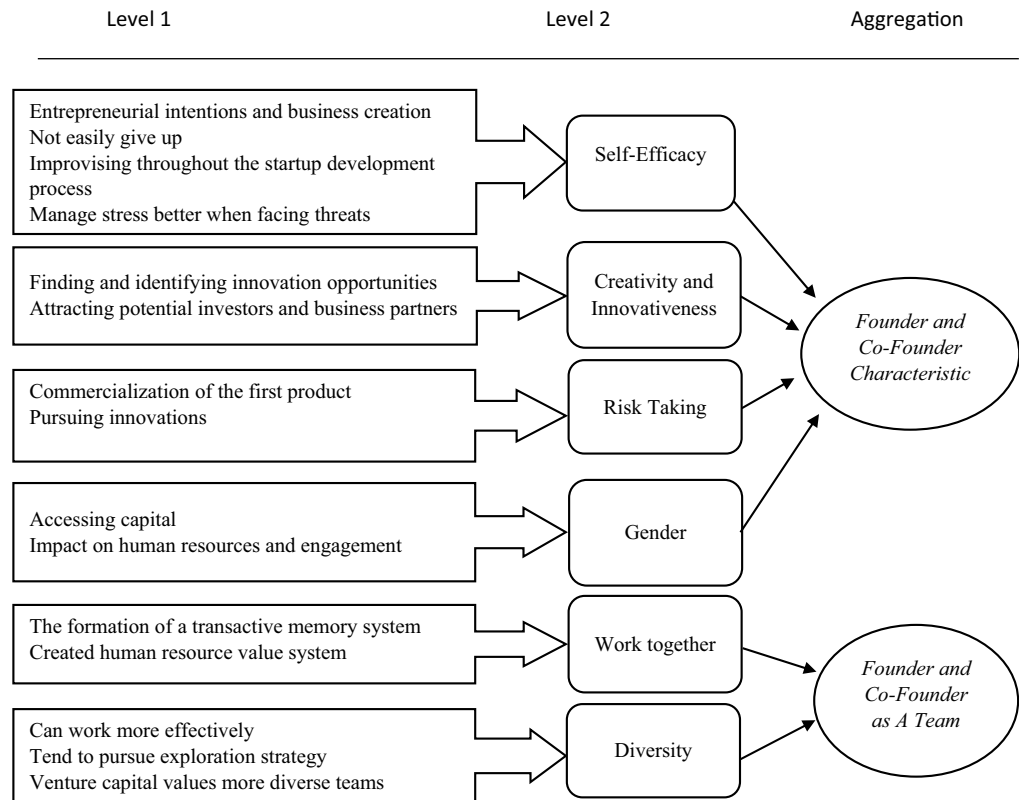 Level 1
Level 2
Aggregation
Entrepreneurial intentions and business creation
Not easily give up
Improvising throughout the startup development
process
Manage stress better when facing threats
Self-Efficacy
Finding and identifying innovation opportunities
Attracting potential investors and business partners
Creativity and
Innovativeness
Founder and
Co-Founder
Characteristic
Commercialization of the first product
Pursuing innovations
Risk Taking
Accessing capital
Impact on human resources and engagement
Gender
The formation of a transactive memory system
Created human resource value system
Work together
Founder and
Co-Founder
as A Team
Can work more effectively
Tend to pursue exploration strategy
Venture capital values more diverse teams
Diversity